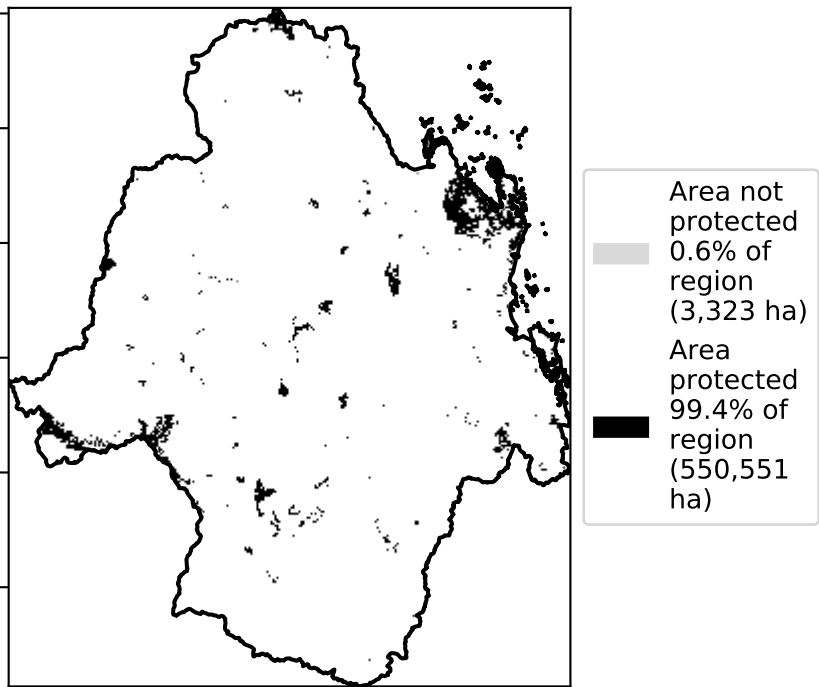 Area not
protected
0.6% of
region
(3,323 ha)
Area
protected
99.4% of
region
(550,551
ha)